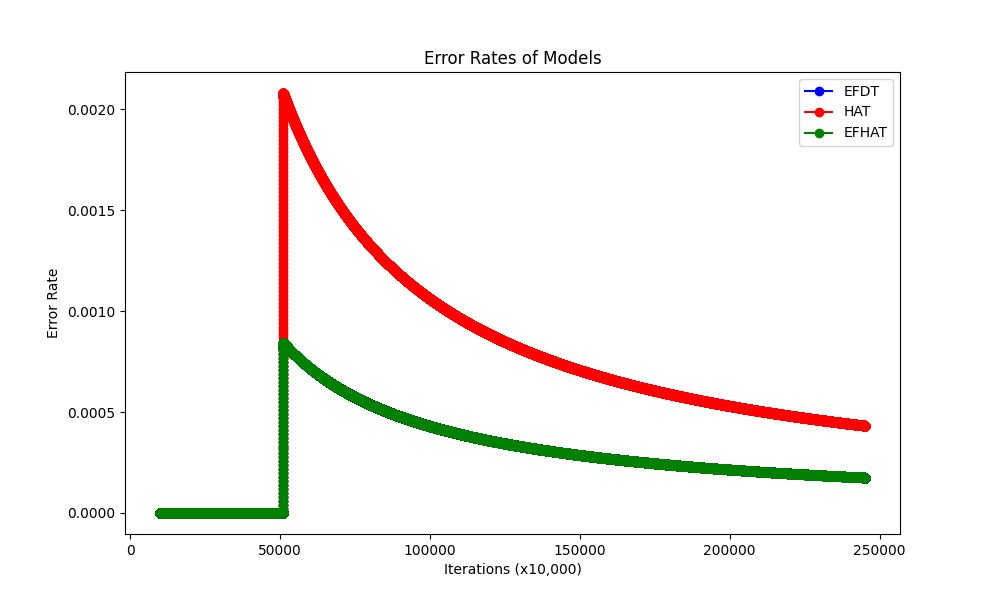 Error Rates of Models
EFDT
HAT
EFHAT
0.0020
0.0015
0.0010
0.0005
0.0000
Error Rate
0
50000
100000
150000
200000
250000
Iterations (x10,000)